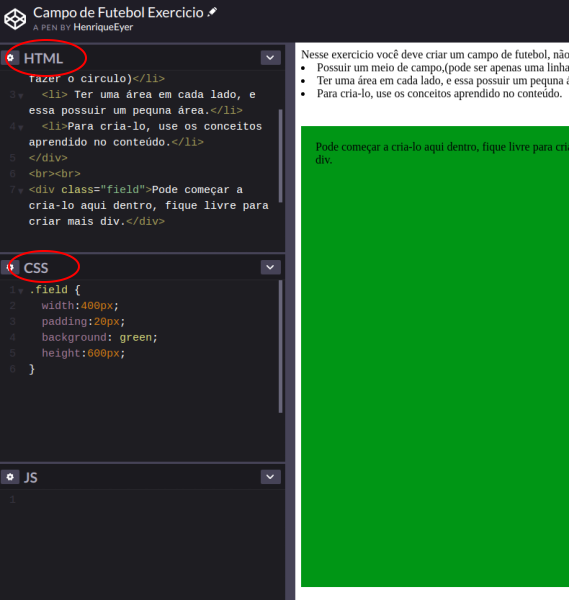 Campo de Futebol Exercicio
A PEN BY HenriqueEyer
HTML
fazer o circulo)</li>
3 <li> Ter uma área em cada lado, e
essa possuir um pequna área.</li>
4 <li>Para cria-lo, use os conceitos
aprendido no conteúdo.</li>
5 </div>
6 <br><br>
7 <div class="field">Pode começar a
cria-lo aqui dentro, fique livre para
criar mais div.</div>
CSS
1 .field {
2 width:400px;
3 padding:20px;
4 background: green;
5 height:600px;
6 }
JS
1
Nesse exercicio você deve criar um campo de futebol, não
• Possuir um meio de campo,(pode ser apenas uma linha
• Ter uma área em cada lado, e essa possuir um pequna á
• Para cria-lo, use os conceitos aprendido no conteúdo.
Pode começar a cria-lo aqui dentro, fique livre para cria
div.